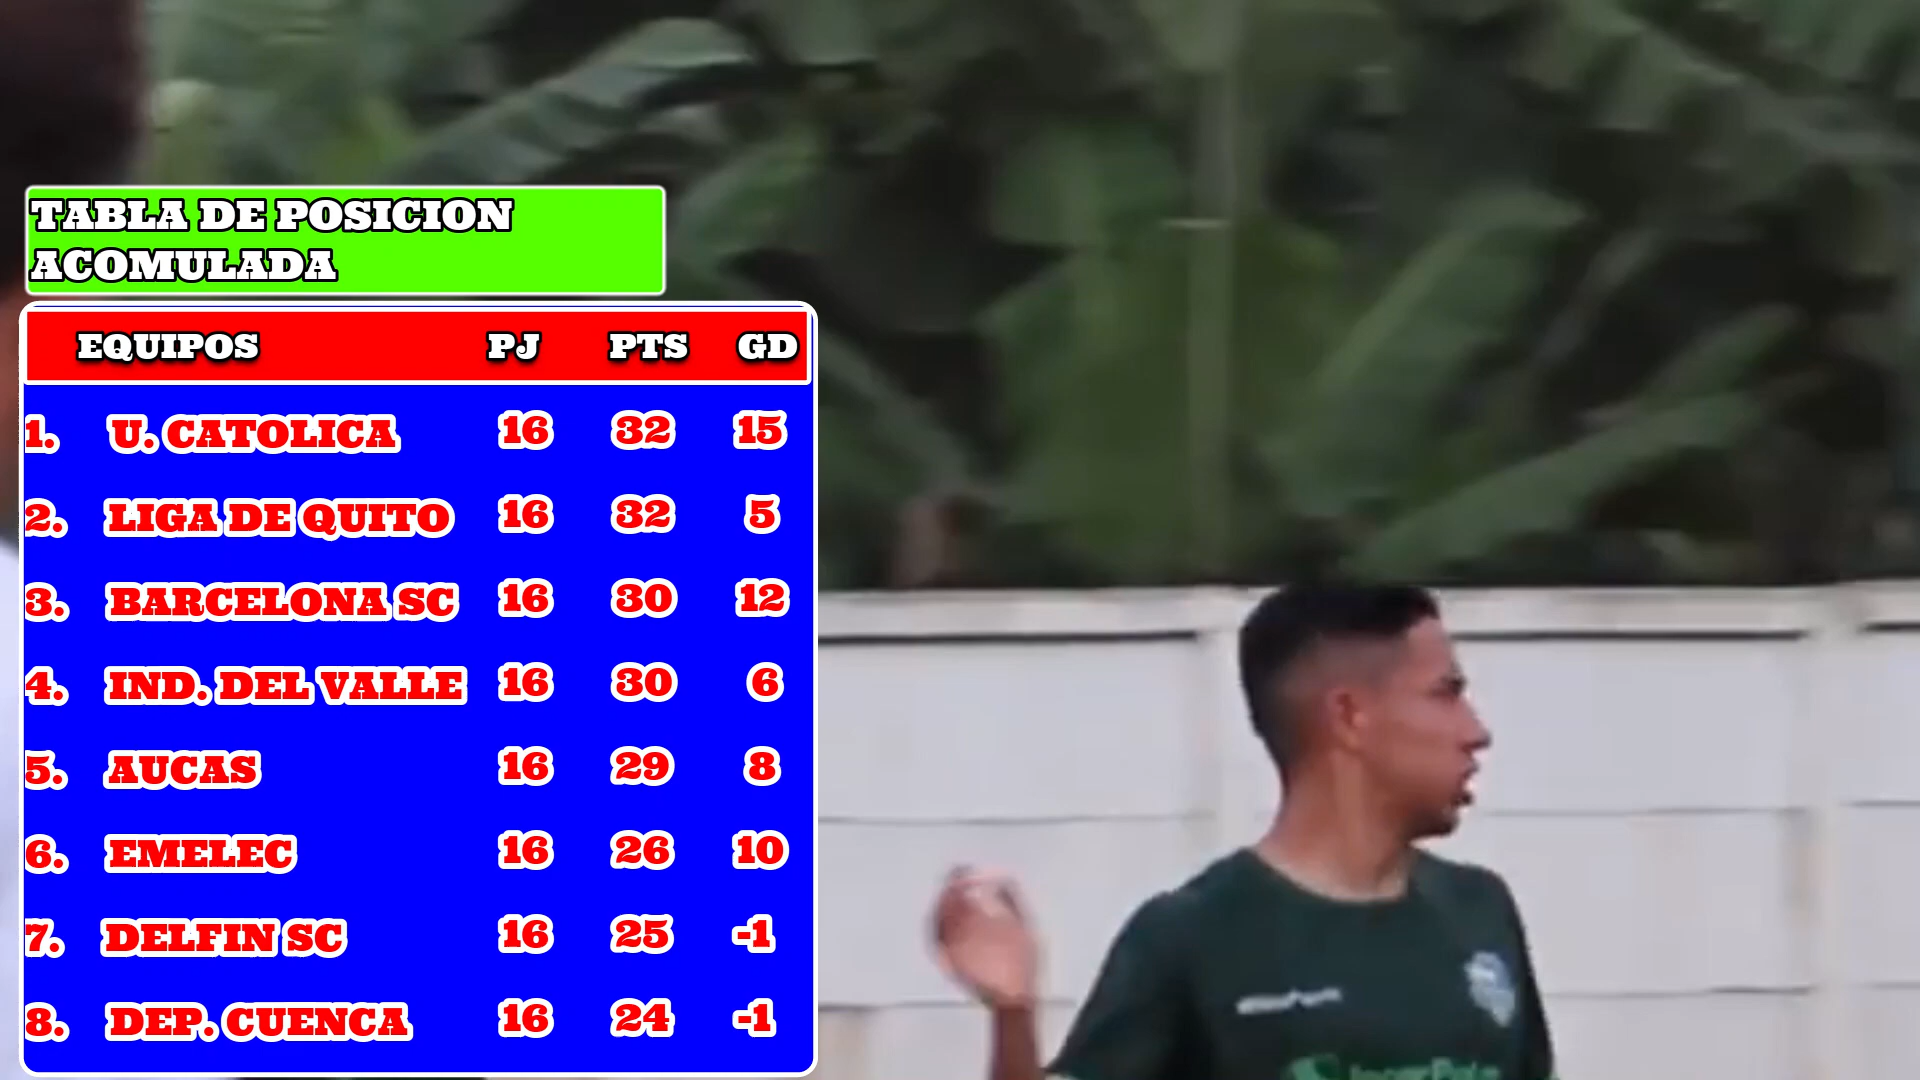 TABLA DE POSICION
ACOMULADA
EQUIPOS PJ PTS GD
1. U. CATOLICA 16 32 15
2. LIGA DE QUITO 16 32 5
3. BARCELONA SC 16 30 12
4. IND. DEL VALLE 16 30 6
5. AUCAS 16 29 8
6. EMELEC 16 26 10
7. DELFIN SC 16 25 -1
8. DEP. CUENCA 16 24 -1